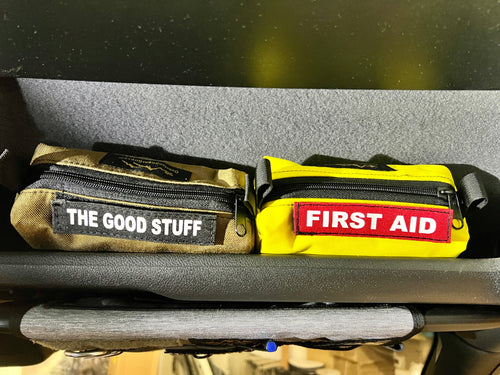 THE GOOD STUFF
FIRST AID